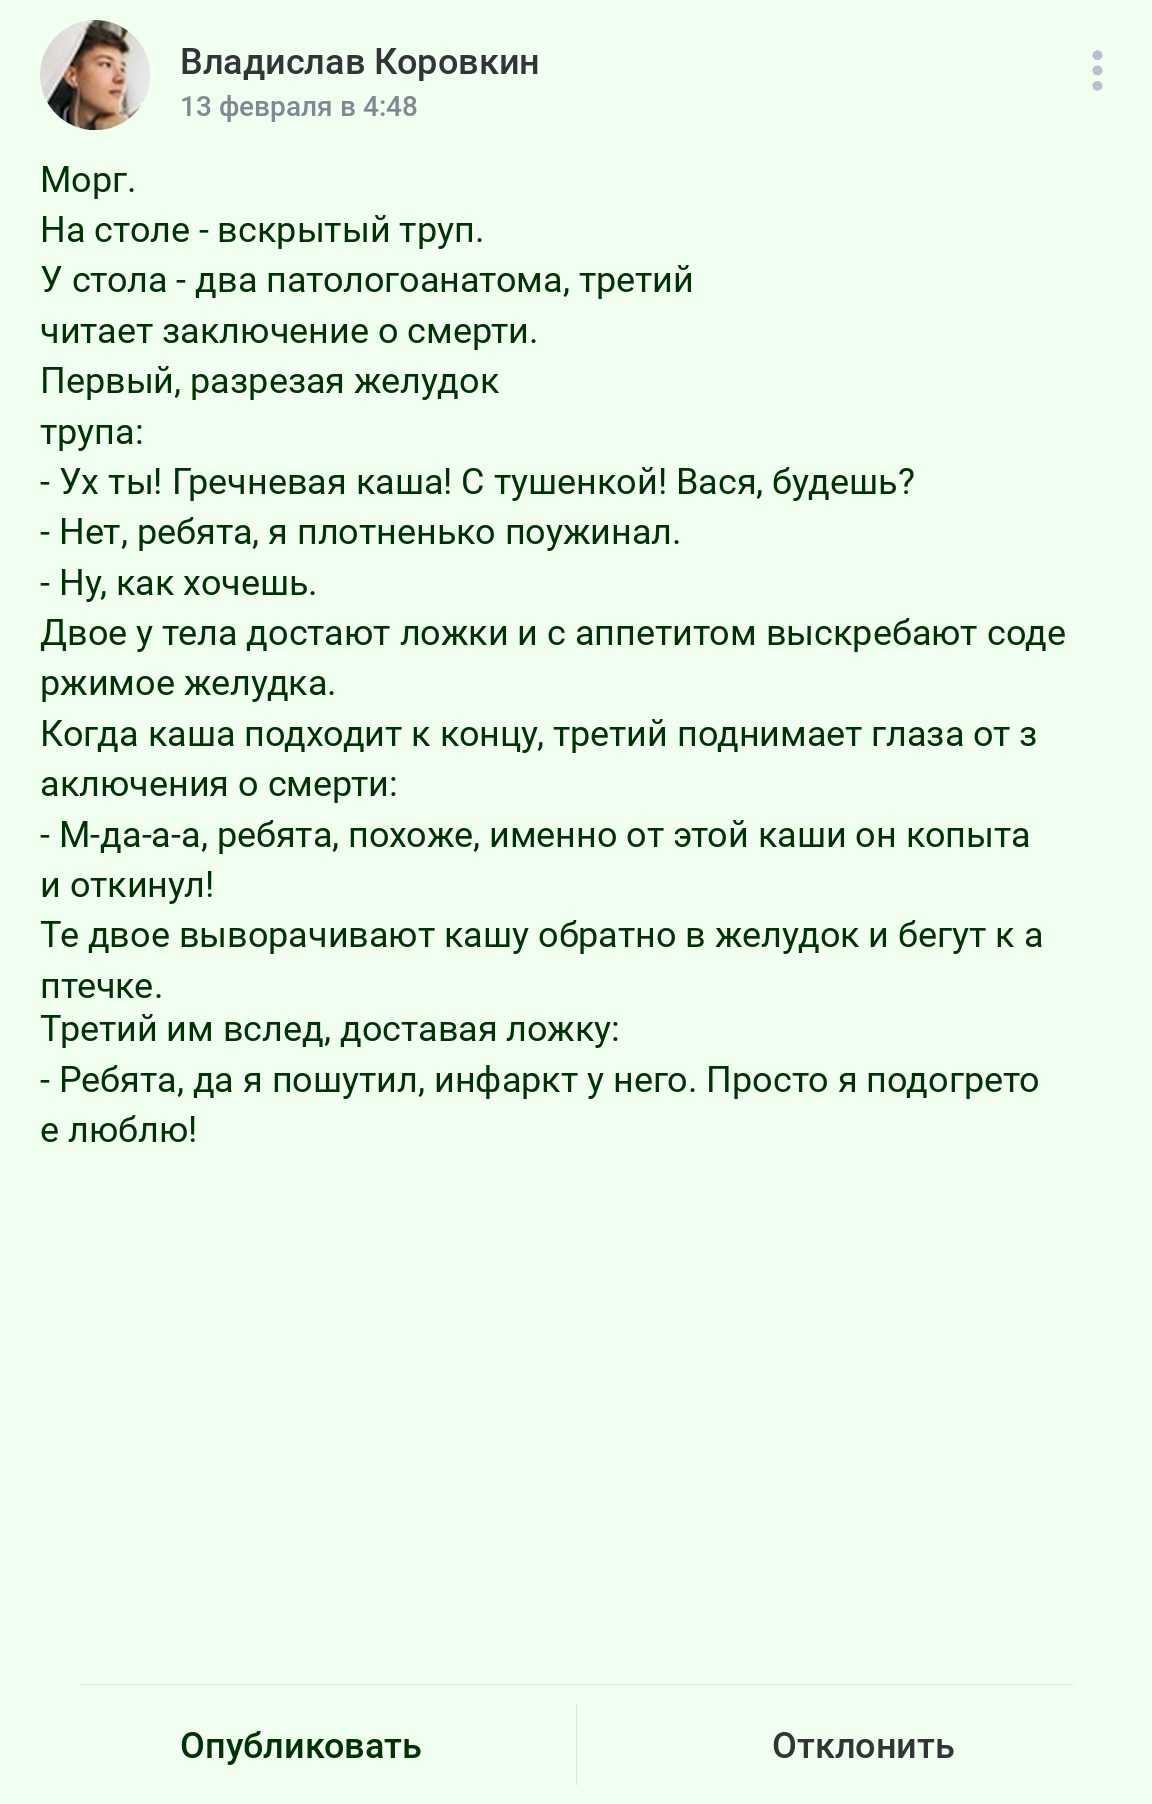 Владислав Коровкин
13 февраля в 4:48
Морг.
На столе - вскрытый труп.
У стола - два патологоанатома, третий
читает заключение о смерти.
Первый, разрезая желудок
трупа:
- Ух ты! Гречневая каша! С тушенкой! Вася, будешь?
- Нет, ребята, я плотненько поужинал.
- Ну, как хочешь.
Двое у тела достают ложки и с аппетитом выскребают соде
ржимое желудка.
Когда каша подходит к концу, третий поднимает глаза от з
аключения о смерти:
- М-да-а-а, ребята, похоже, именно от этой каши он копыта
и откинул!
Те двое выворачивают кашу обратно в желудок и бегут к а
птечке.
Третий им вслед, доставая ложку:
- Ребята, да я пошутил, инфаркт у него. Просто я подогрето
е люблю!
Опубликовать
Отклонить